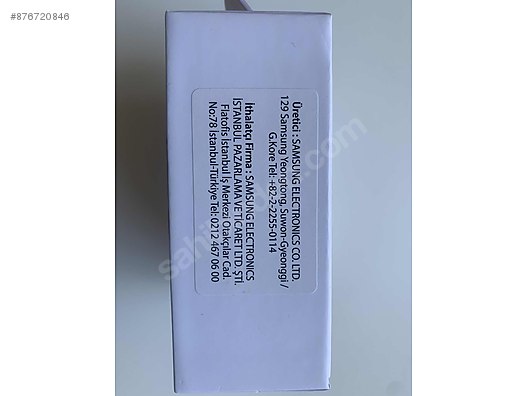 #876720846
Üretici : SAMSUNG ELECTRONICS CO. LTD.
129 Samsung Yeongtong, Suwon-Gyeonggi /
G.Kore Tel: +82-2-2255-0114
İthalatçı Firma : SAMSUNG ELECTRONICS
İSTANBUL PAZARLAMA VE TİCARET LTD. ŞTİ.
Flatofis İstanbul İş Merkezi Otakçılar Cad.
No:78 İstanbul-Türkiye Tel: 0212 467 06 00